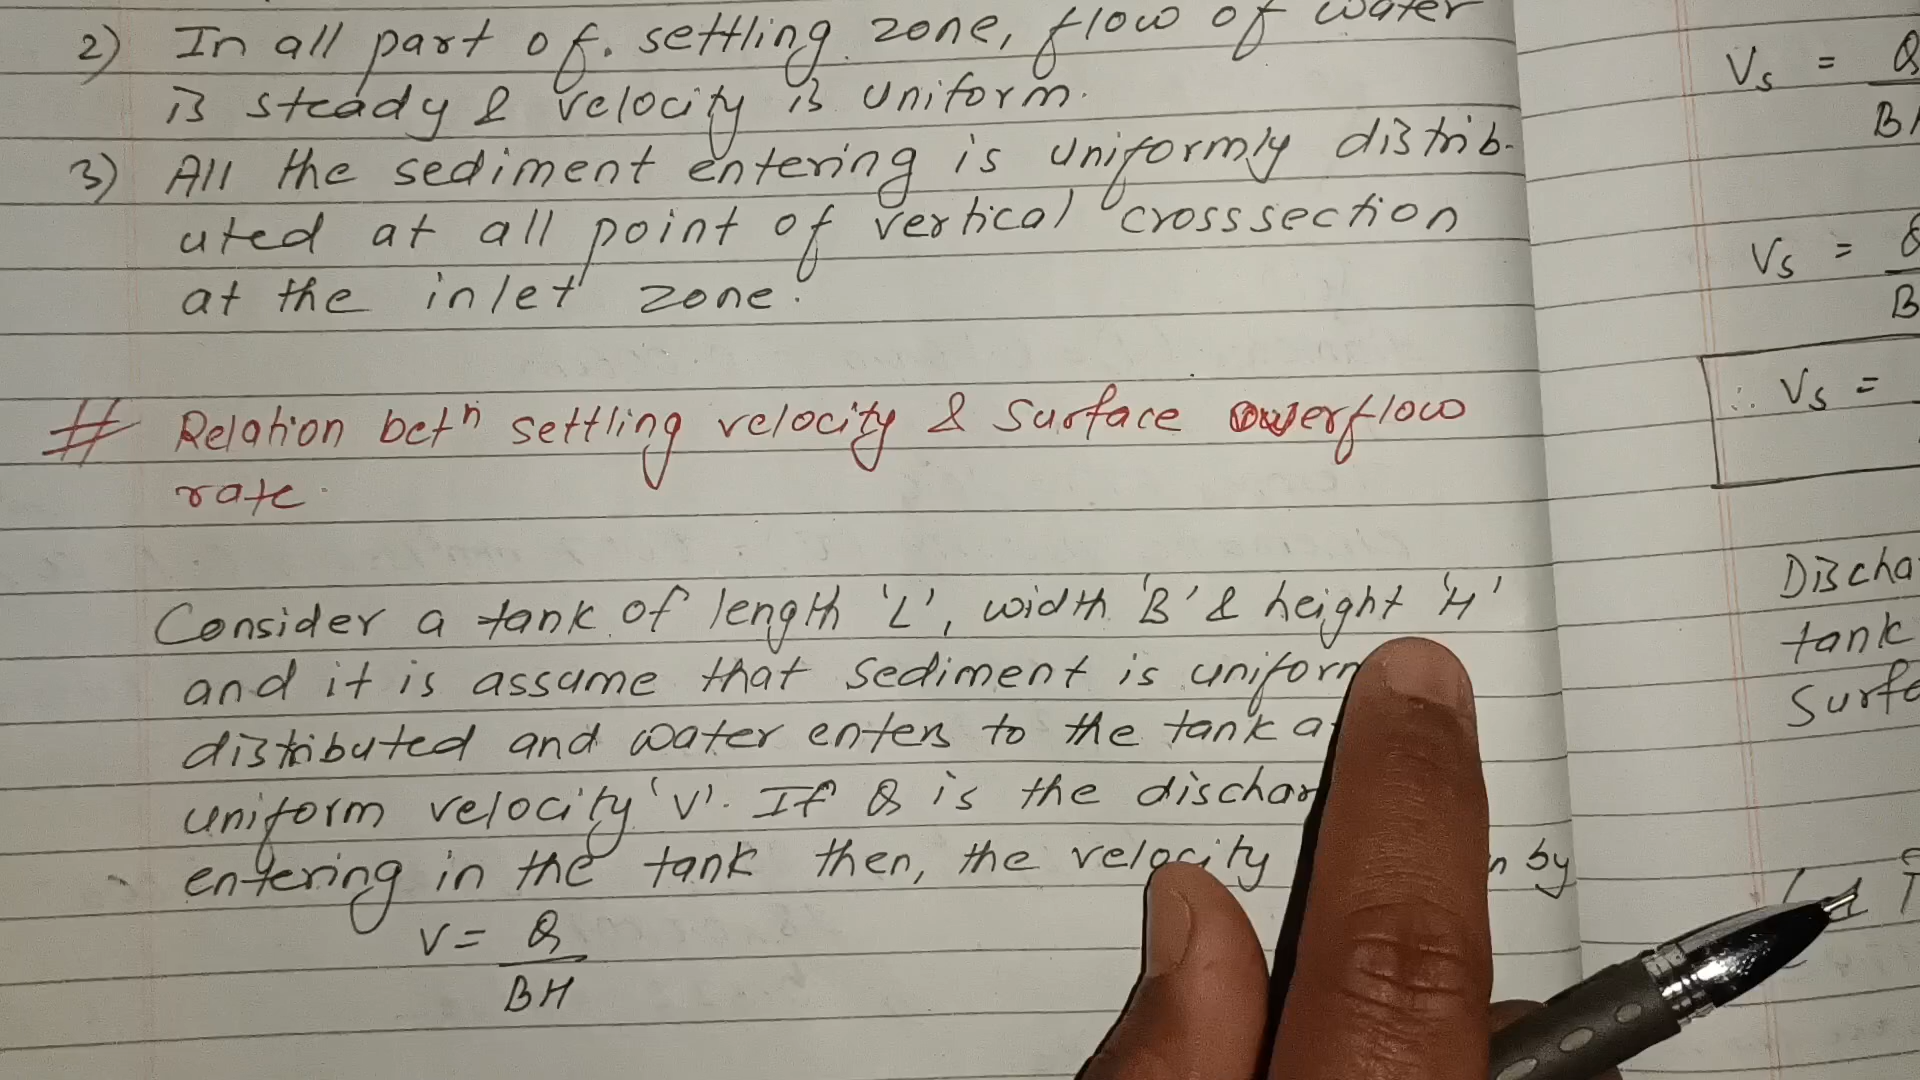 2) In all part of. settling zone, flow of water
is steady & velocity is uniform.
3) All the sediment entering is uniformly distrib-
uted at all point of vertical crosssection
at the inlet zone.
# Relation betn settling velocity & Surface overflow
rate.
Consider a tank of length 'L', width 'B' & height 'H'
and it is assume that sediment is uniform
distributed and water enters to the tank a
uniform velocity 'V'. If Q is the dischar
entering in the tank then, the velocity n by
V = Q
BH
Vs = Q
BH
Vs = Q
B
∴ Vs =
Discha
tank
Surfa